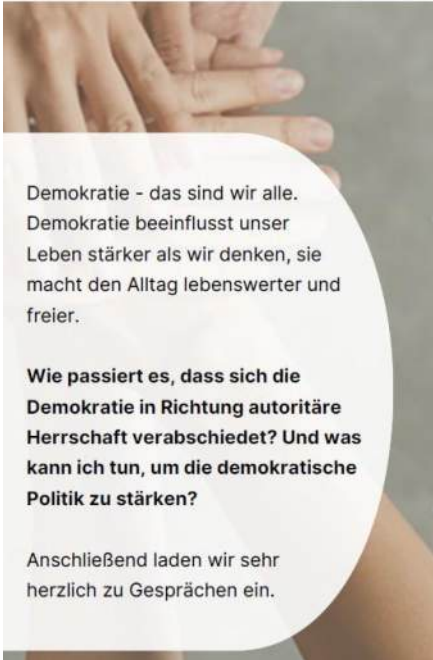 Demokratie - das sind wir alle.
Demokratie beeinflusst unser
Leben stärker als wir denken, sie
macht den Alltag lebenswerter und
freier.
Wie passiert es, dass sich die
Demokratie in Richtung autoritäre
Herrschaft verabschiedet? Und was
kann ich tun, um die demokratische
Politik zu stärken?
Anschließend laden wir sehr
herzlich zu Gesprächen ein.